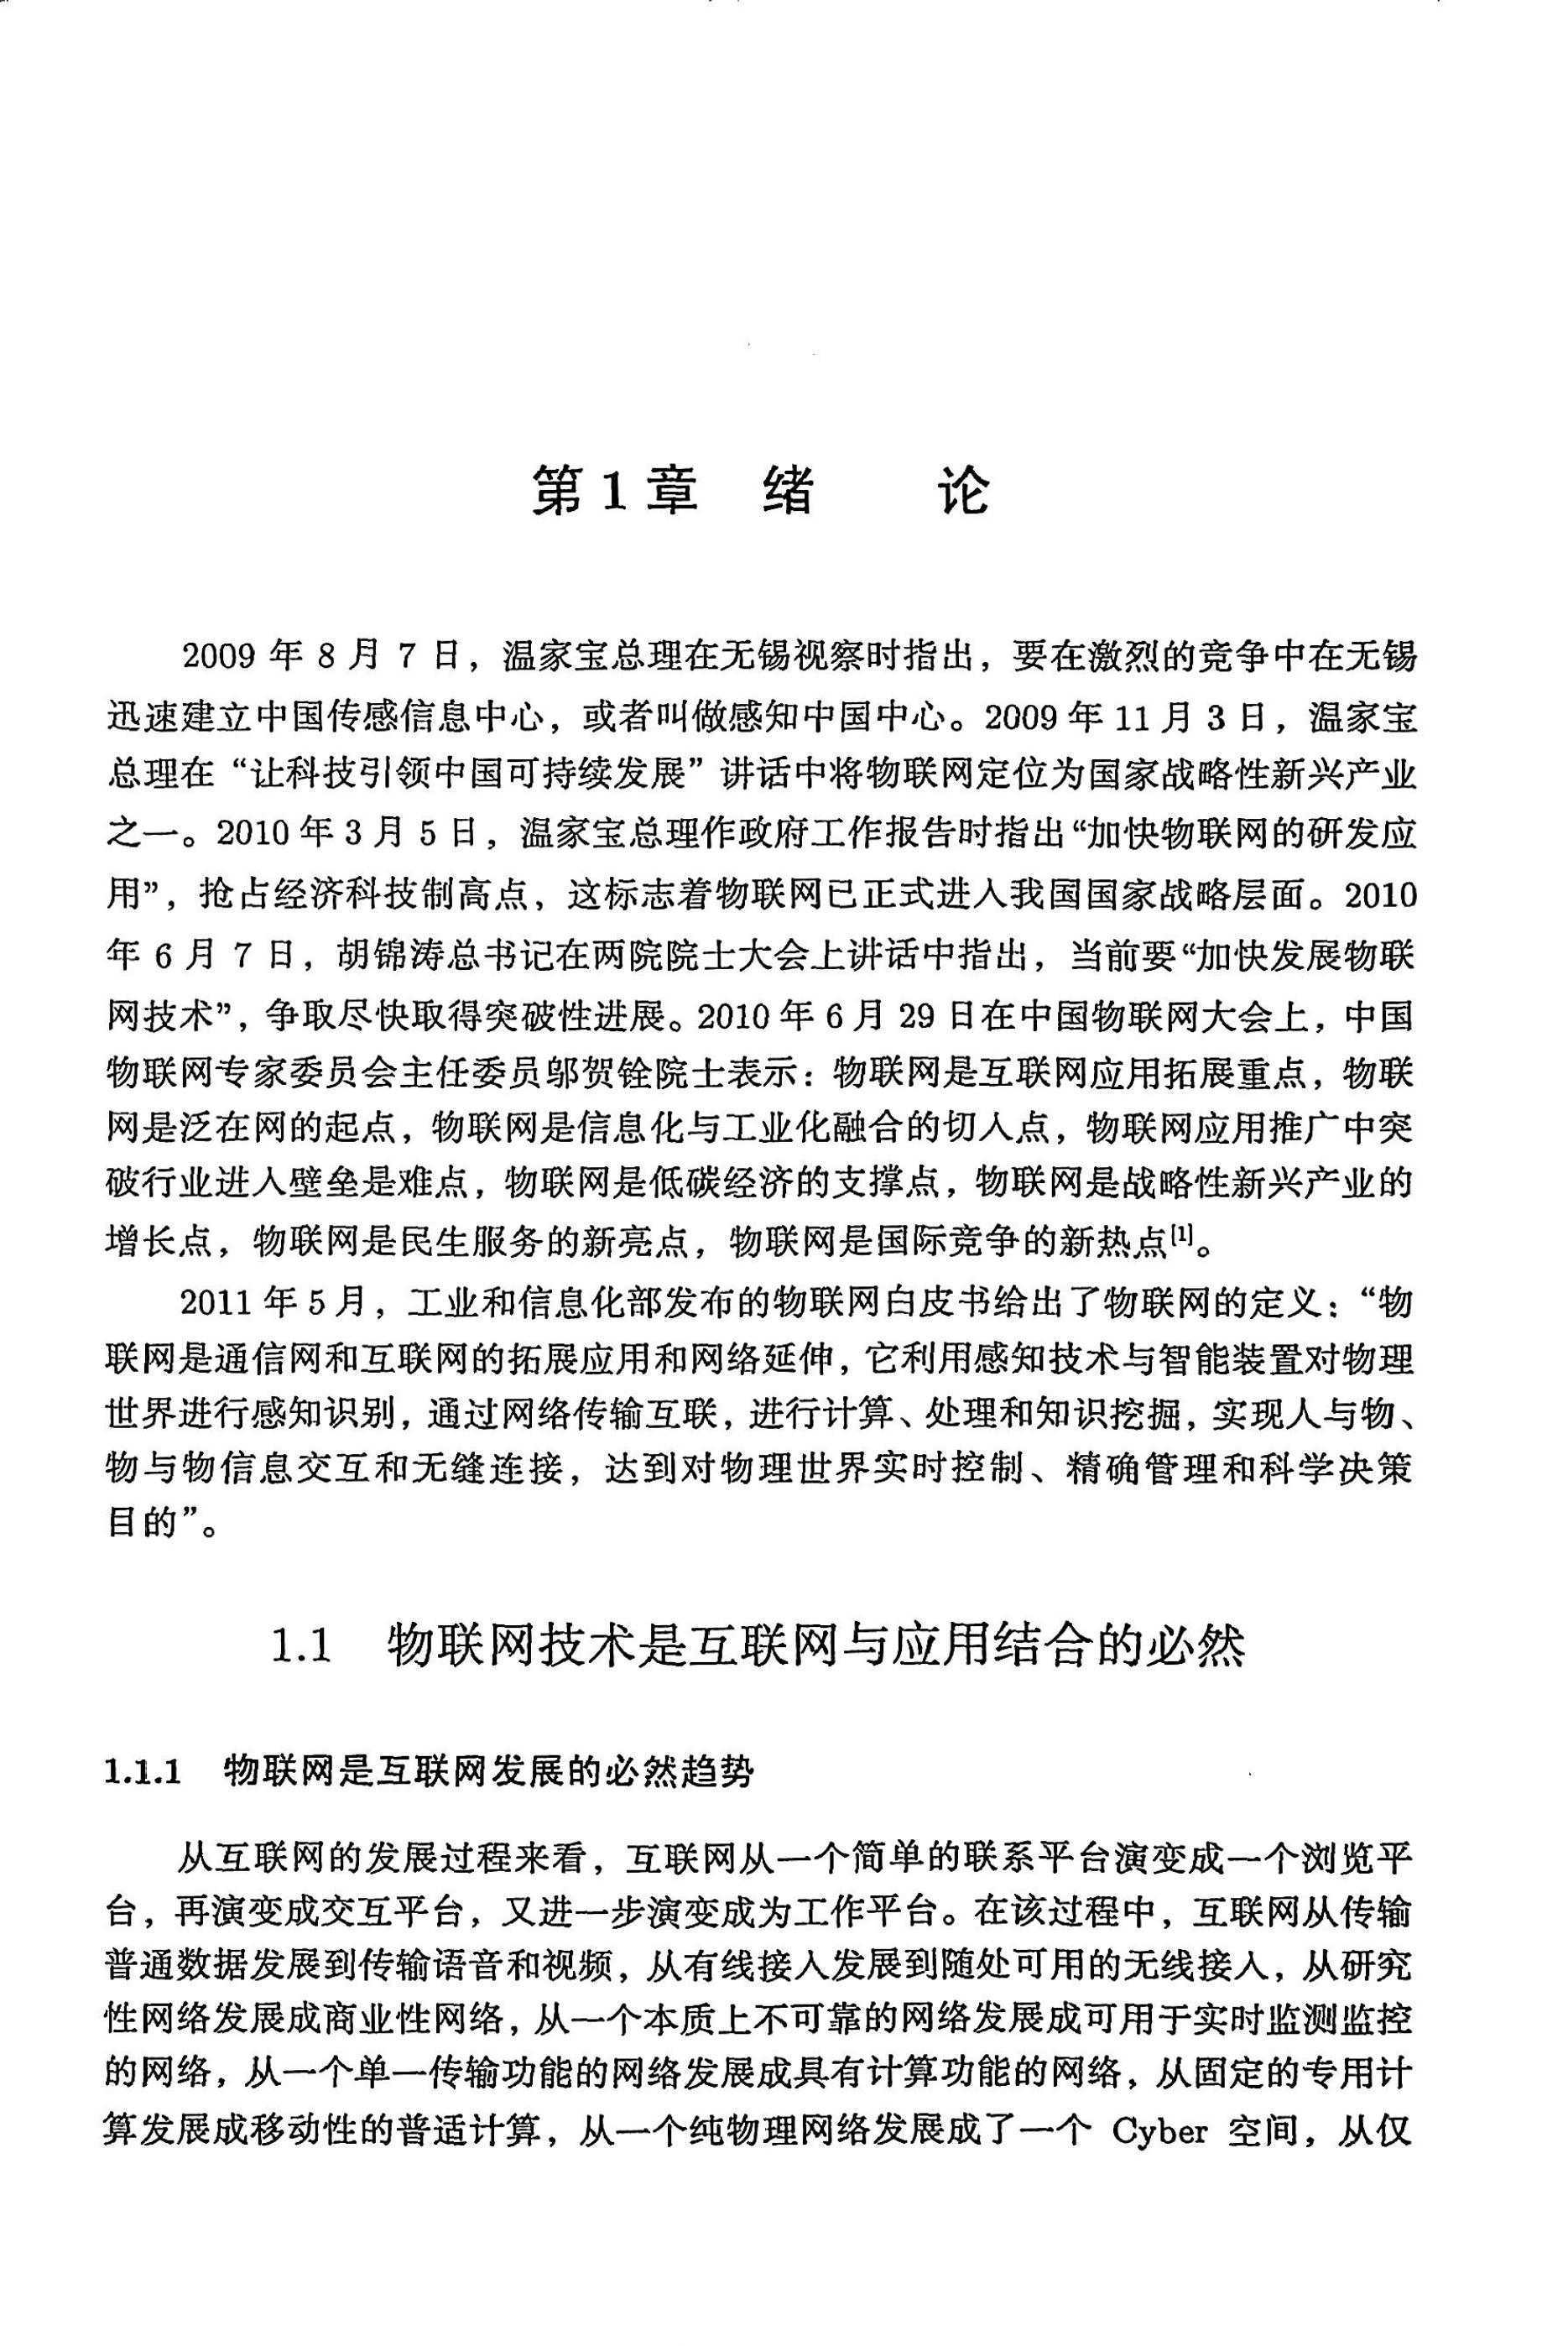 第1章 绪 论
2009 年 8 月 7 日，温家宝总理在无锡视察时指出，要在激烈的竞争中在无锡
迅速建立中国传感信息中心，或者叫做感知中国中心。2009 年 11 月 3 日，温家宝
总理在“让科技引领中国可持续发展”讲话中将物联网定位为国家战略性新兴产业
之一。2010 年 3 月 5 日，温家宝总理作政府工作报告时指出“加快物联网的研发应
用”，抢占经济科技制高点，这标志着物联网已正式进入我国国家战略层面。2010
年 6 月 7 日，胡锦涛总书记在两院院士大会上讲话中指出，当前要“加快发展物联
网技术”，争取尽快取得突破性进展。2010 年 6 月 29 日在中国物联网大会上，中国
物联网专家委员会主任委员邬贺铨院士表示：物联网是互联网应用拓展重点，物联
网是泛在网的起点，物联网是信息化与工业化融合的切入点，物联网应用推广中突
破行业进入壁垒是难点，物联网是低碳经济的支撑点，物联网是战略性新兴产业的
增长点，物联网是民生服务的新亮点，物联网是国际竞争的新热点[1]。
2011 年 5 月，工业和信息化部发布的物联网白皮书给出了物联网的定义：“物
联网是通信网和互联网的拓展应用和网络延伸，它利用感知技术与智能装置对物理
世界进行感知识别，通过网络传输互联，进行计算、处理和知识挖掘，实现人与物、
物与物信息交互和无缝连接，达到对物理世界实时控制、精确管理和科学决策
目的”。
1.1 物联网技术是互联网与应用结合的必然
1.1.1 物联网是互联网发展的必然趋势
从互联网的发展过程来看，互联网从一个简单的联系平台演变成一个浏览平
台，再演变成交互平台，又进一步演变成为工作平台。在该过程中，互联网从传输
普通数据发展到传输语音和视频，从有线接入发展到随处可用的无线接入，从研究
性网络发展成商业性网络，从一个本质上不可靠的网络发展成可用于实时监测监控
的网络，从一个单一传输功能的网络发展成具有计算功能的网络，从固定的专用计
算发展成移动性的普适计算，从一个纯物理网络发展成了一个 Cyber 空间，从仅